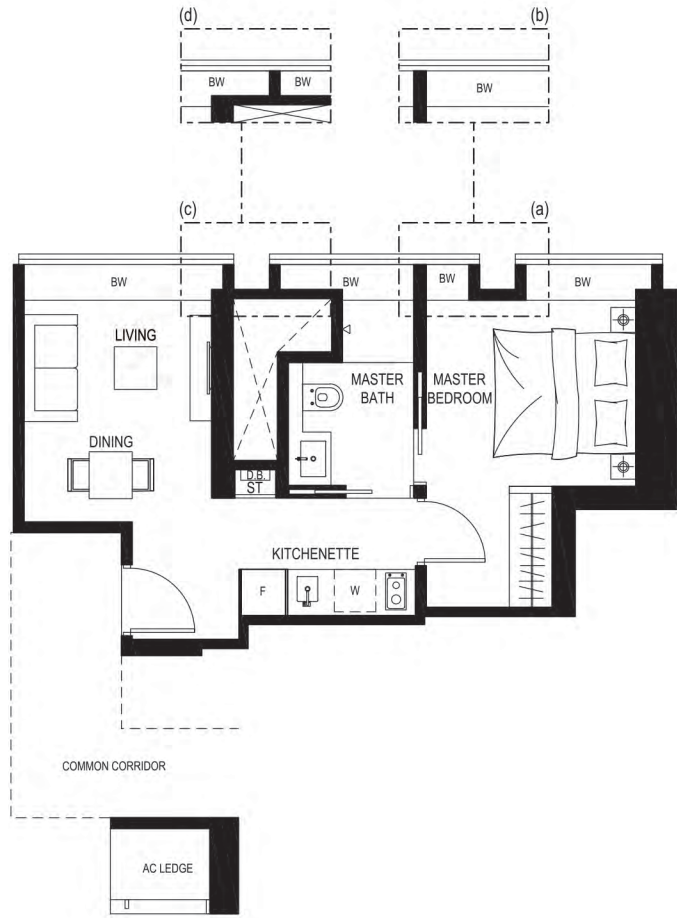 (d)
(b)
BW
BW
BW
(c)
(a)
BW
BW
BW
BW
LIVING
MASTER
BATH
MASTER
BEDROOM
DINING
D.B.
ST
KITCHENETTE
F
W
COMMON CORRIDOR
AC LEDGE